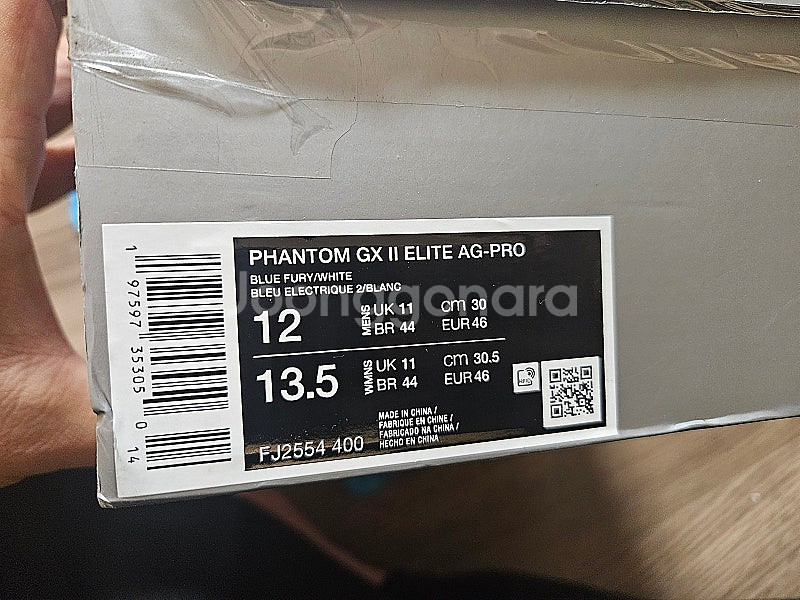 PHANTOM GX II ELITE AG-PRO
BLUE FURY/WHITE
BLEU ELECTRIQUE 2/BLANC
12 MENS UK 11 cm 30
BR 44 EUR 46
13.5 WMNS UK 11 cm 30.5
BR 44 EUR 46
MADE IN CHINA /
FABRIQUE EN CHINE /
FABRICADO NA CHINA /
HECHO EN CHINA
FJ2554 400
1 97597 35305 0 14
Joonggonara